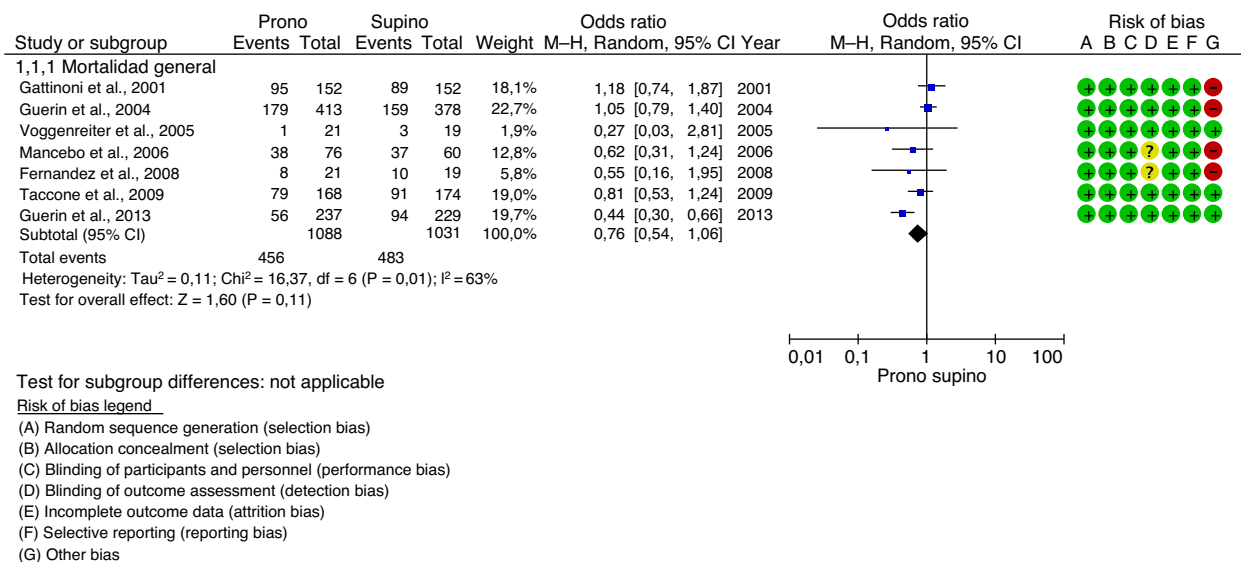 Prono Supino Odds ratio Odds ratio Risk of bias
Study or subgroup Events Total Events Total Weight M–H, Random, 95% CI Year M–H, Random, 95% CI A B C D E F G
1,1,1 Mortalidad general
Gattinoni et al., 2001 95 152 89 152 18,1% 1,18 [0,74, 1,87] 2001 + + + + + + –
Guerin et al., 2004 179 413 159 378 22,7% 1,05 [0,79, 1,40] 2004 + + + + + + –
Voggenreiter et al., 2005 1 21 3 19 1,9% 0,27 [0,03, 2,81] 2005 + + + + + + +
Mancebo et al., 2006 38 76 37 60 12,8% 0,62 [0,31, 1,24] 2006 + + + ? + + –
Fernandez et al., 2008 8 21 10 19 5,8% 0,55 [0,16, 1,95] 2008 + + + ? + + –
Taccone et al., 2009 79 168 91 174 19,0% 0,81 [0,53, 1,24] 2009 + + + + + + +
Guerin et al., 2013 56 237 94 229 19,7% 0,44 [0,30, 0,66] 2013 + + + + + + +
Subtotal (95% CI) 1088 1031 100,0% 0,76 [0,54, 1,06]
Total events 456 483
Heterogeneity: Tau² = 0,11; Chi² = 16,37, df = 6 (P = 0,01); I² = 63%
Test for overall effect: Z = 1,60 (P = 0,11)
0,01 0,1 1 10 100
Prono supino
Test for subgroup differences: not applicable
Risk of bias legend
(A) Random sequence generation (selection bias)
(B) Allocation concealment (selection bias)
(C) Blinding of participants and personnel (performance bias)
(D) Blinding of outcome assessment (detection bias)
(E) Incomplete outcome data (attrition bias)
(F) Selective reporting (reporting bias)
(G) Other bias